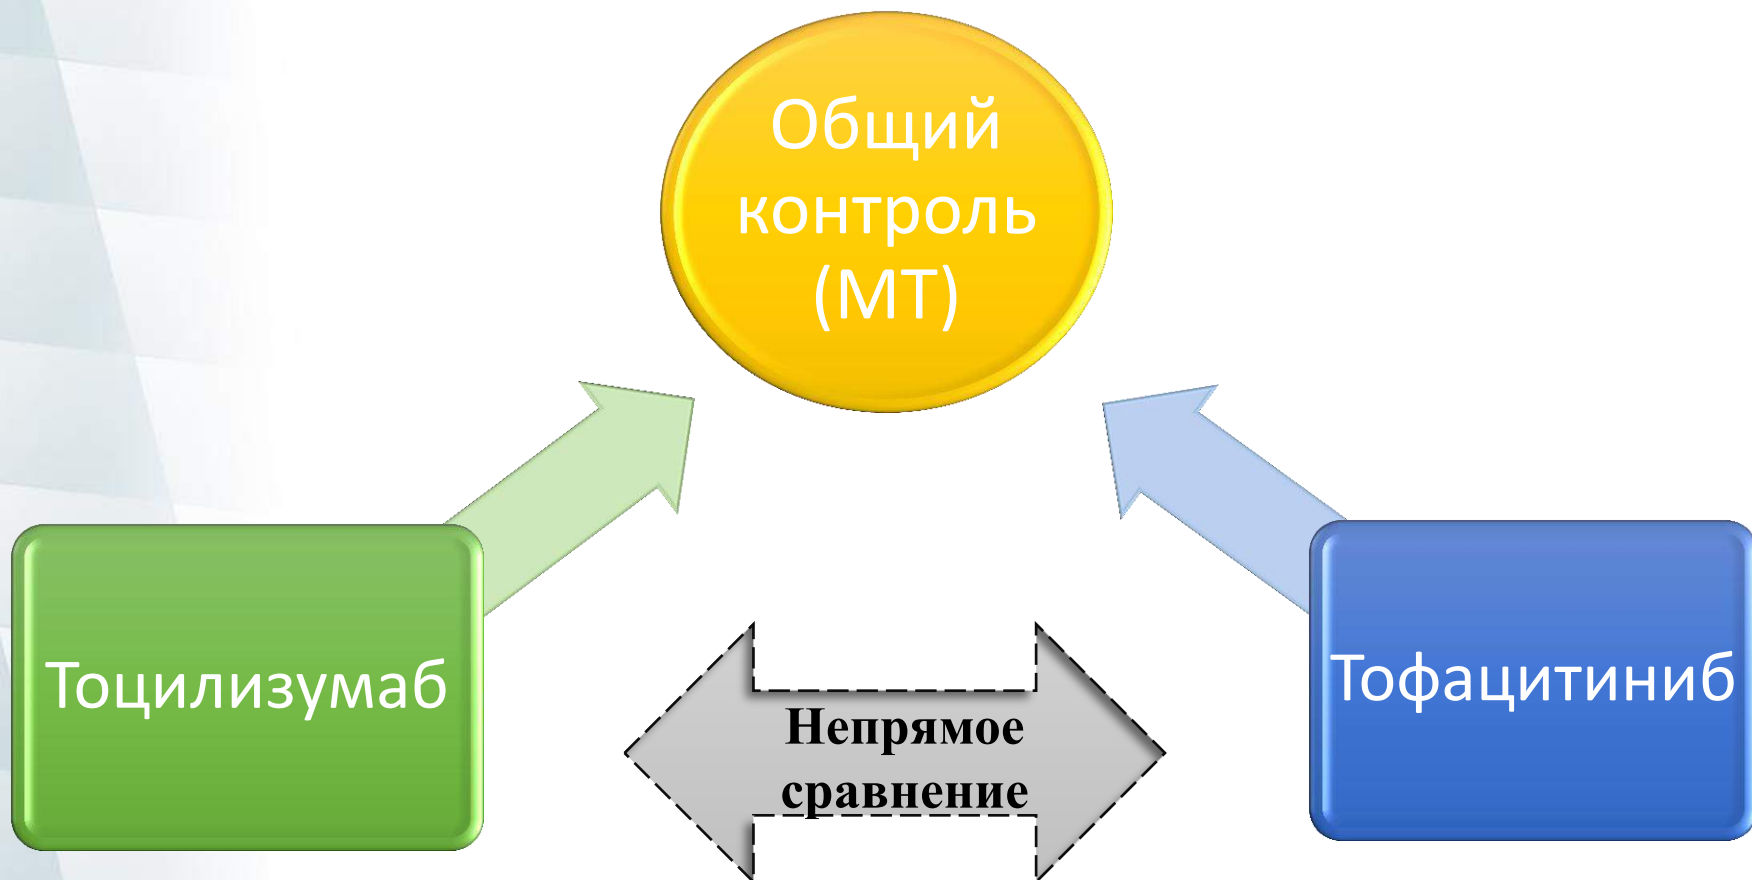 Общий
контроль
(МТ)
Тоцилизумаб
Тофацитиниб
Непрямое
сравнение